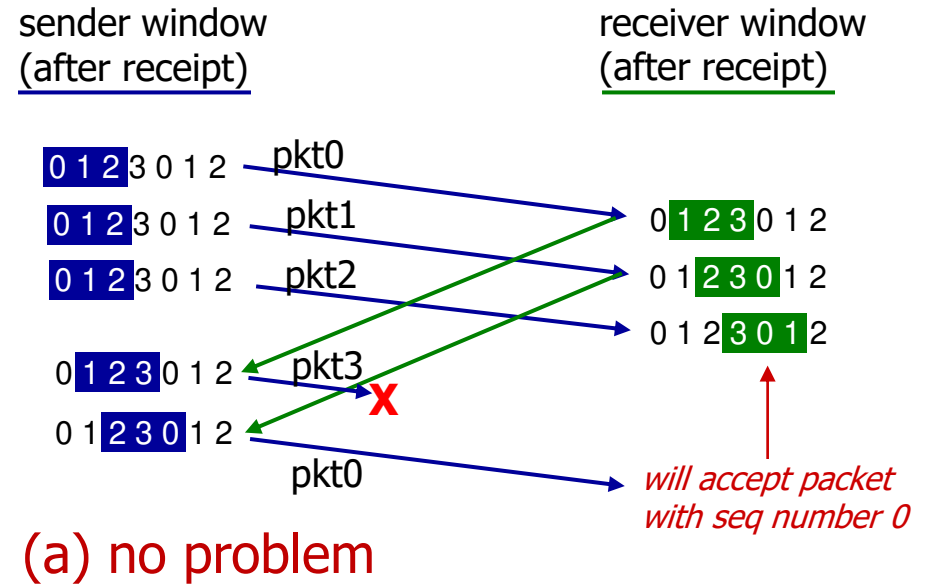 sender window
(after receipt)
receiver window
(after receipt)
0 1 2 3 0 1 2
pkt0
0 1 2 3 0 1 2
pkt1
0 1 2 3 0 1 2
0 1 2 3 0 1 2
pkt2
0 1 2 3 0 1 2
0 1 2 3 0 1 2
0 1 2 3 0 1 2
pkt3
X
0 1 2 3 0 1 2
pkt0
will accept packet
with seq number 0
(a) no problem